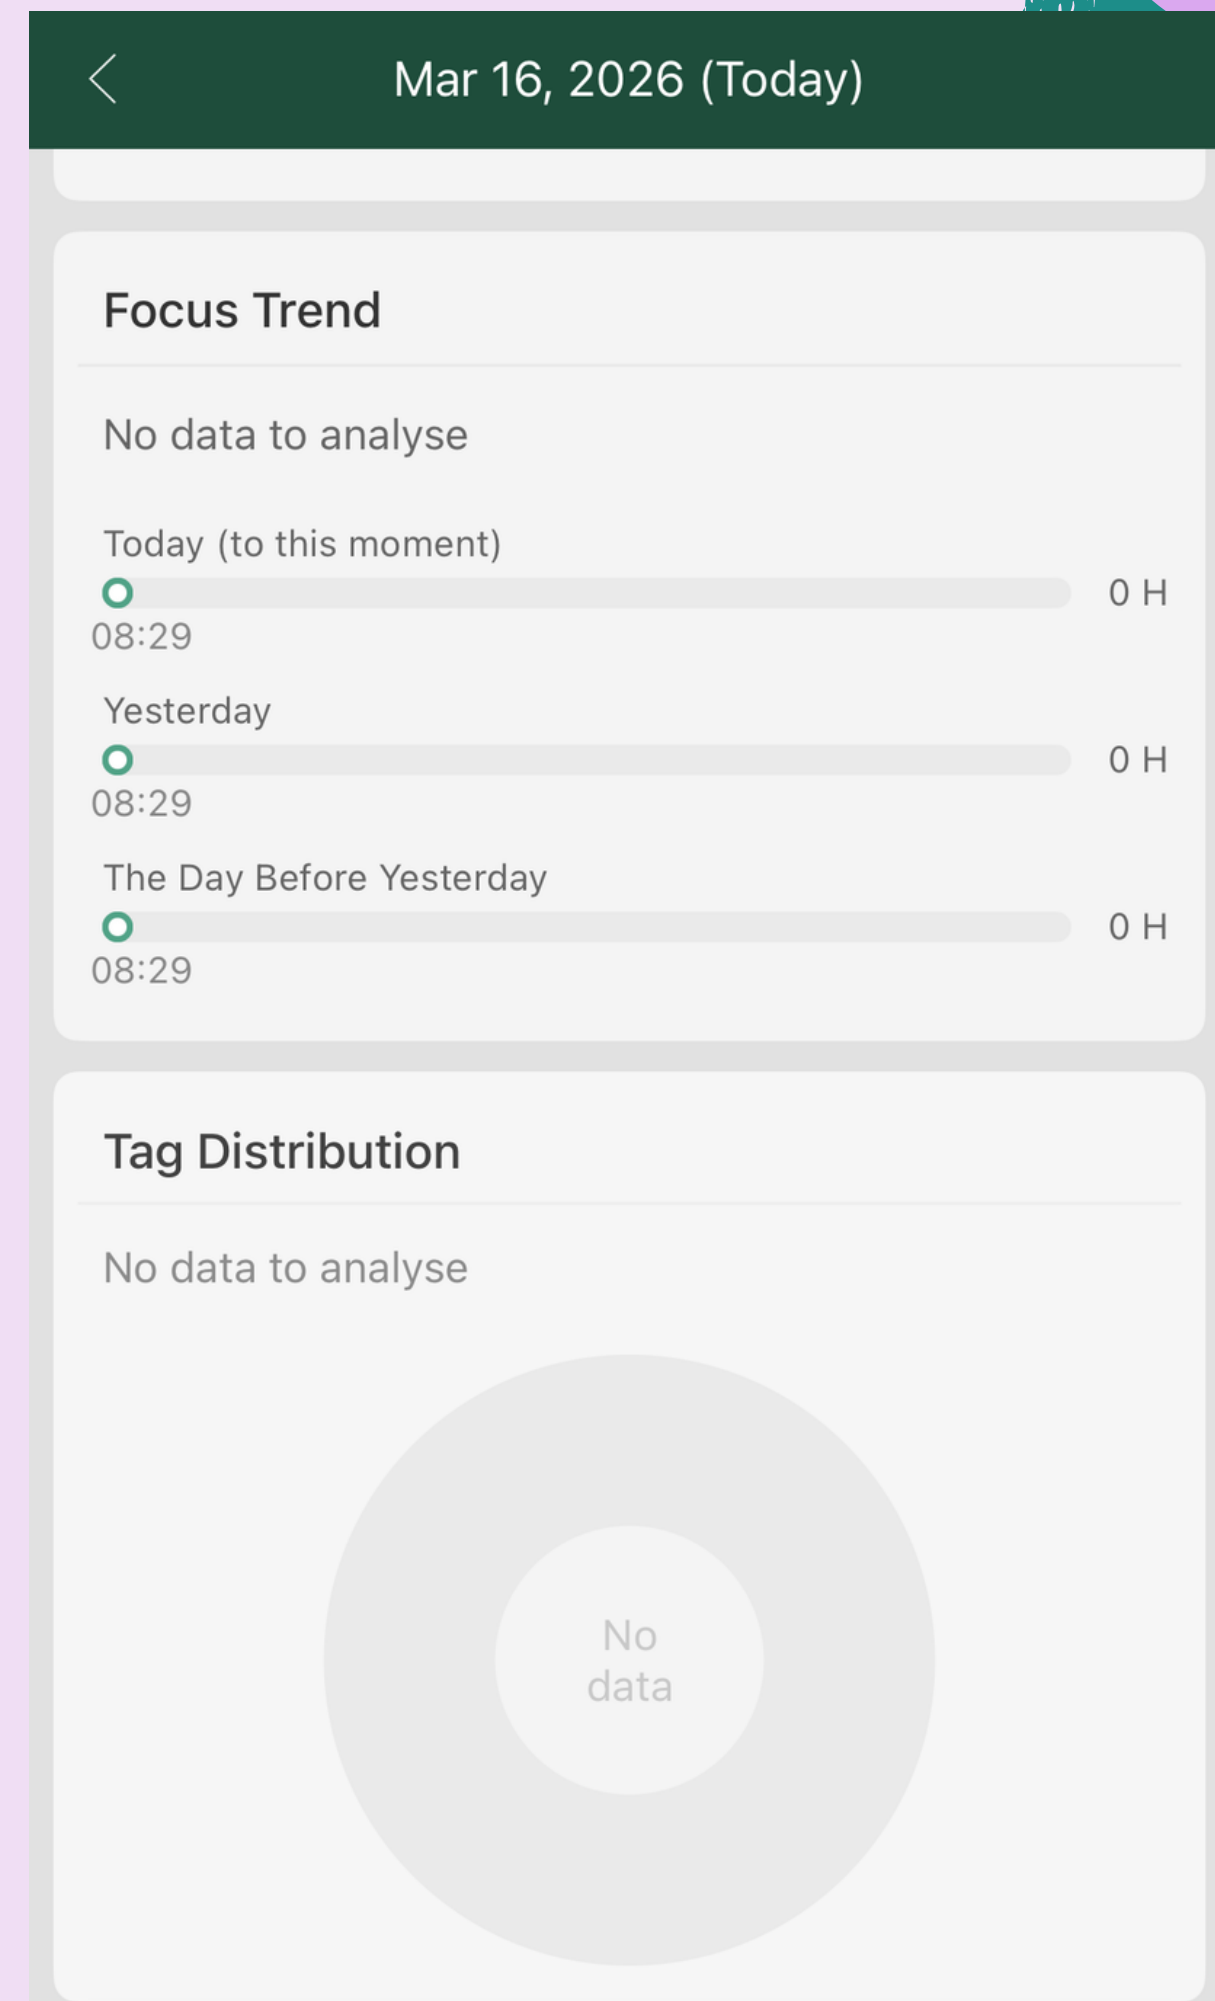 Mar 16, 2026 (Today)
Focus Trend
No data to analyse
Today (to this moment)
0 H
08:29
Yesterday
0 H
08:29
The Day Before Yesterday
0 H
08:29
Tag Distribution
No data to analyse
No
data